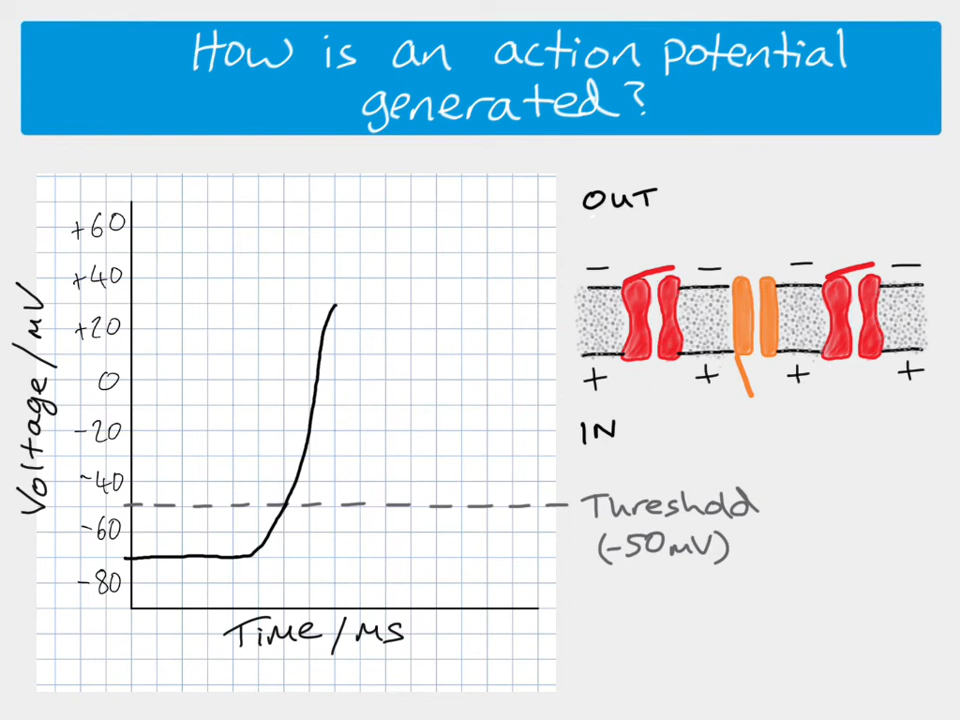 How is an action potential
generated?
OUT
+60
+40
+20
0
-20
-40
-60
-80
Voltage/mV
Time/ms
- - - -
+ + + +
IN
Threshold
(-50mV)